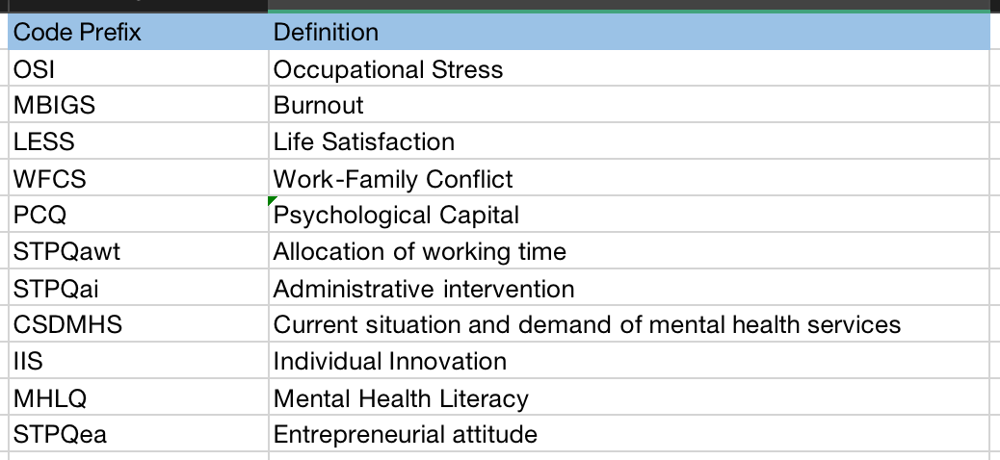 Code Prefix Definition
OSI Occupational Stress
MBIGS Burnout
LESS Life Satisfaction
WFCS Work-Family Conflict
PCQ Psychological Capital
STPQawt Allocation of working time
STPQai Administrative intervention
CSDMHS Current situation and demand of mental health services
IIS Individual Innovation
MHLQ Mental Health Literacy
STPQea Entrepreneurial attitude